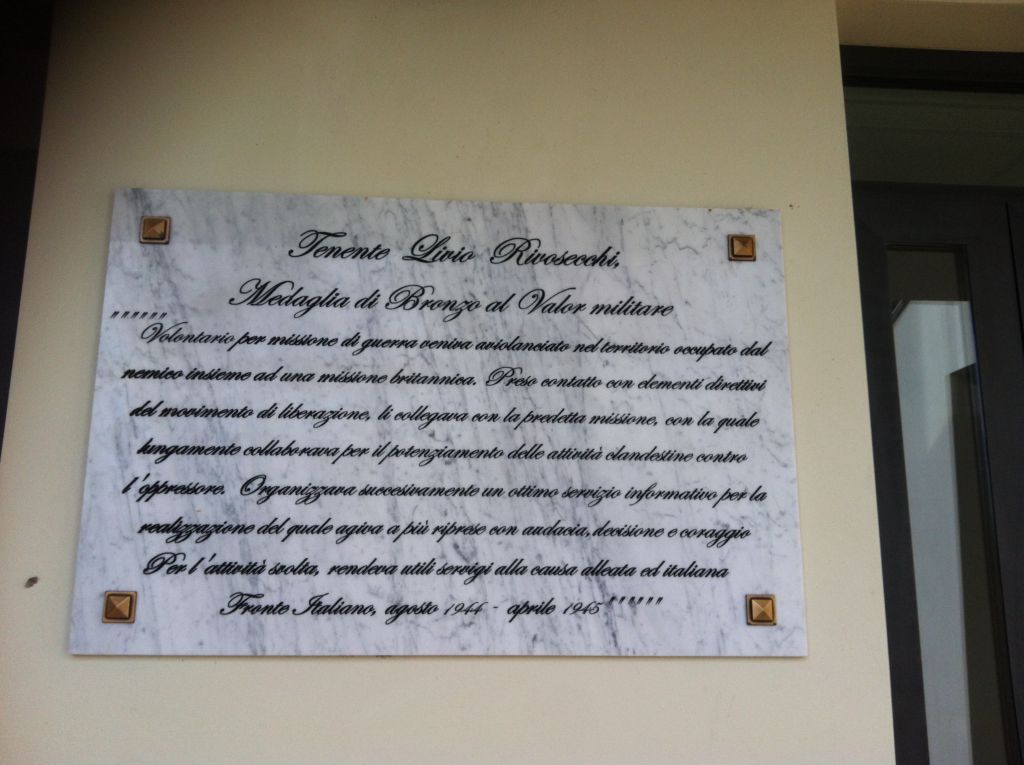 Tenente Livio Rivosecchi,
Medaglia di Bronzo al Valor militare
""""""
Volontario per missione di guerra veniva aviolanciato nel territorio occupato dal
nemico insieme ad una missione britannica. Preso contatto con elementi direttivi
del movimento di liberazione, li collegava con la predetta missione, con la quale
lungamente collaborava per il potenziamento delle attività clandestine contro
l'oppressore. Organizzava succesivamente un ottimo servizio informativo per la
realizzazione del quale agiva a più riprese con audacia, decisione e coraggio
Per l'attività svolta, rendeva utili servigi alla causa alleata ed italiana
Fronte Italiano, agosto 1944 - aprile 1945 """"""